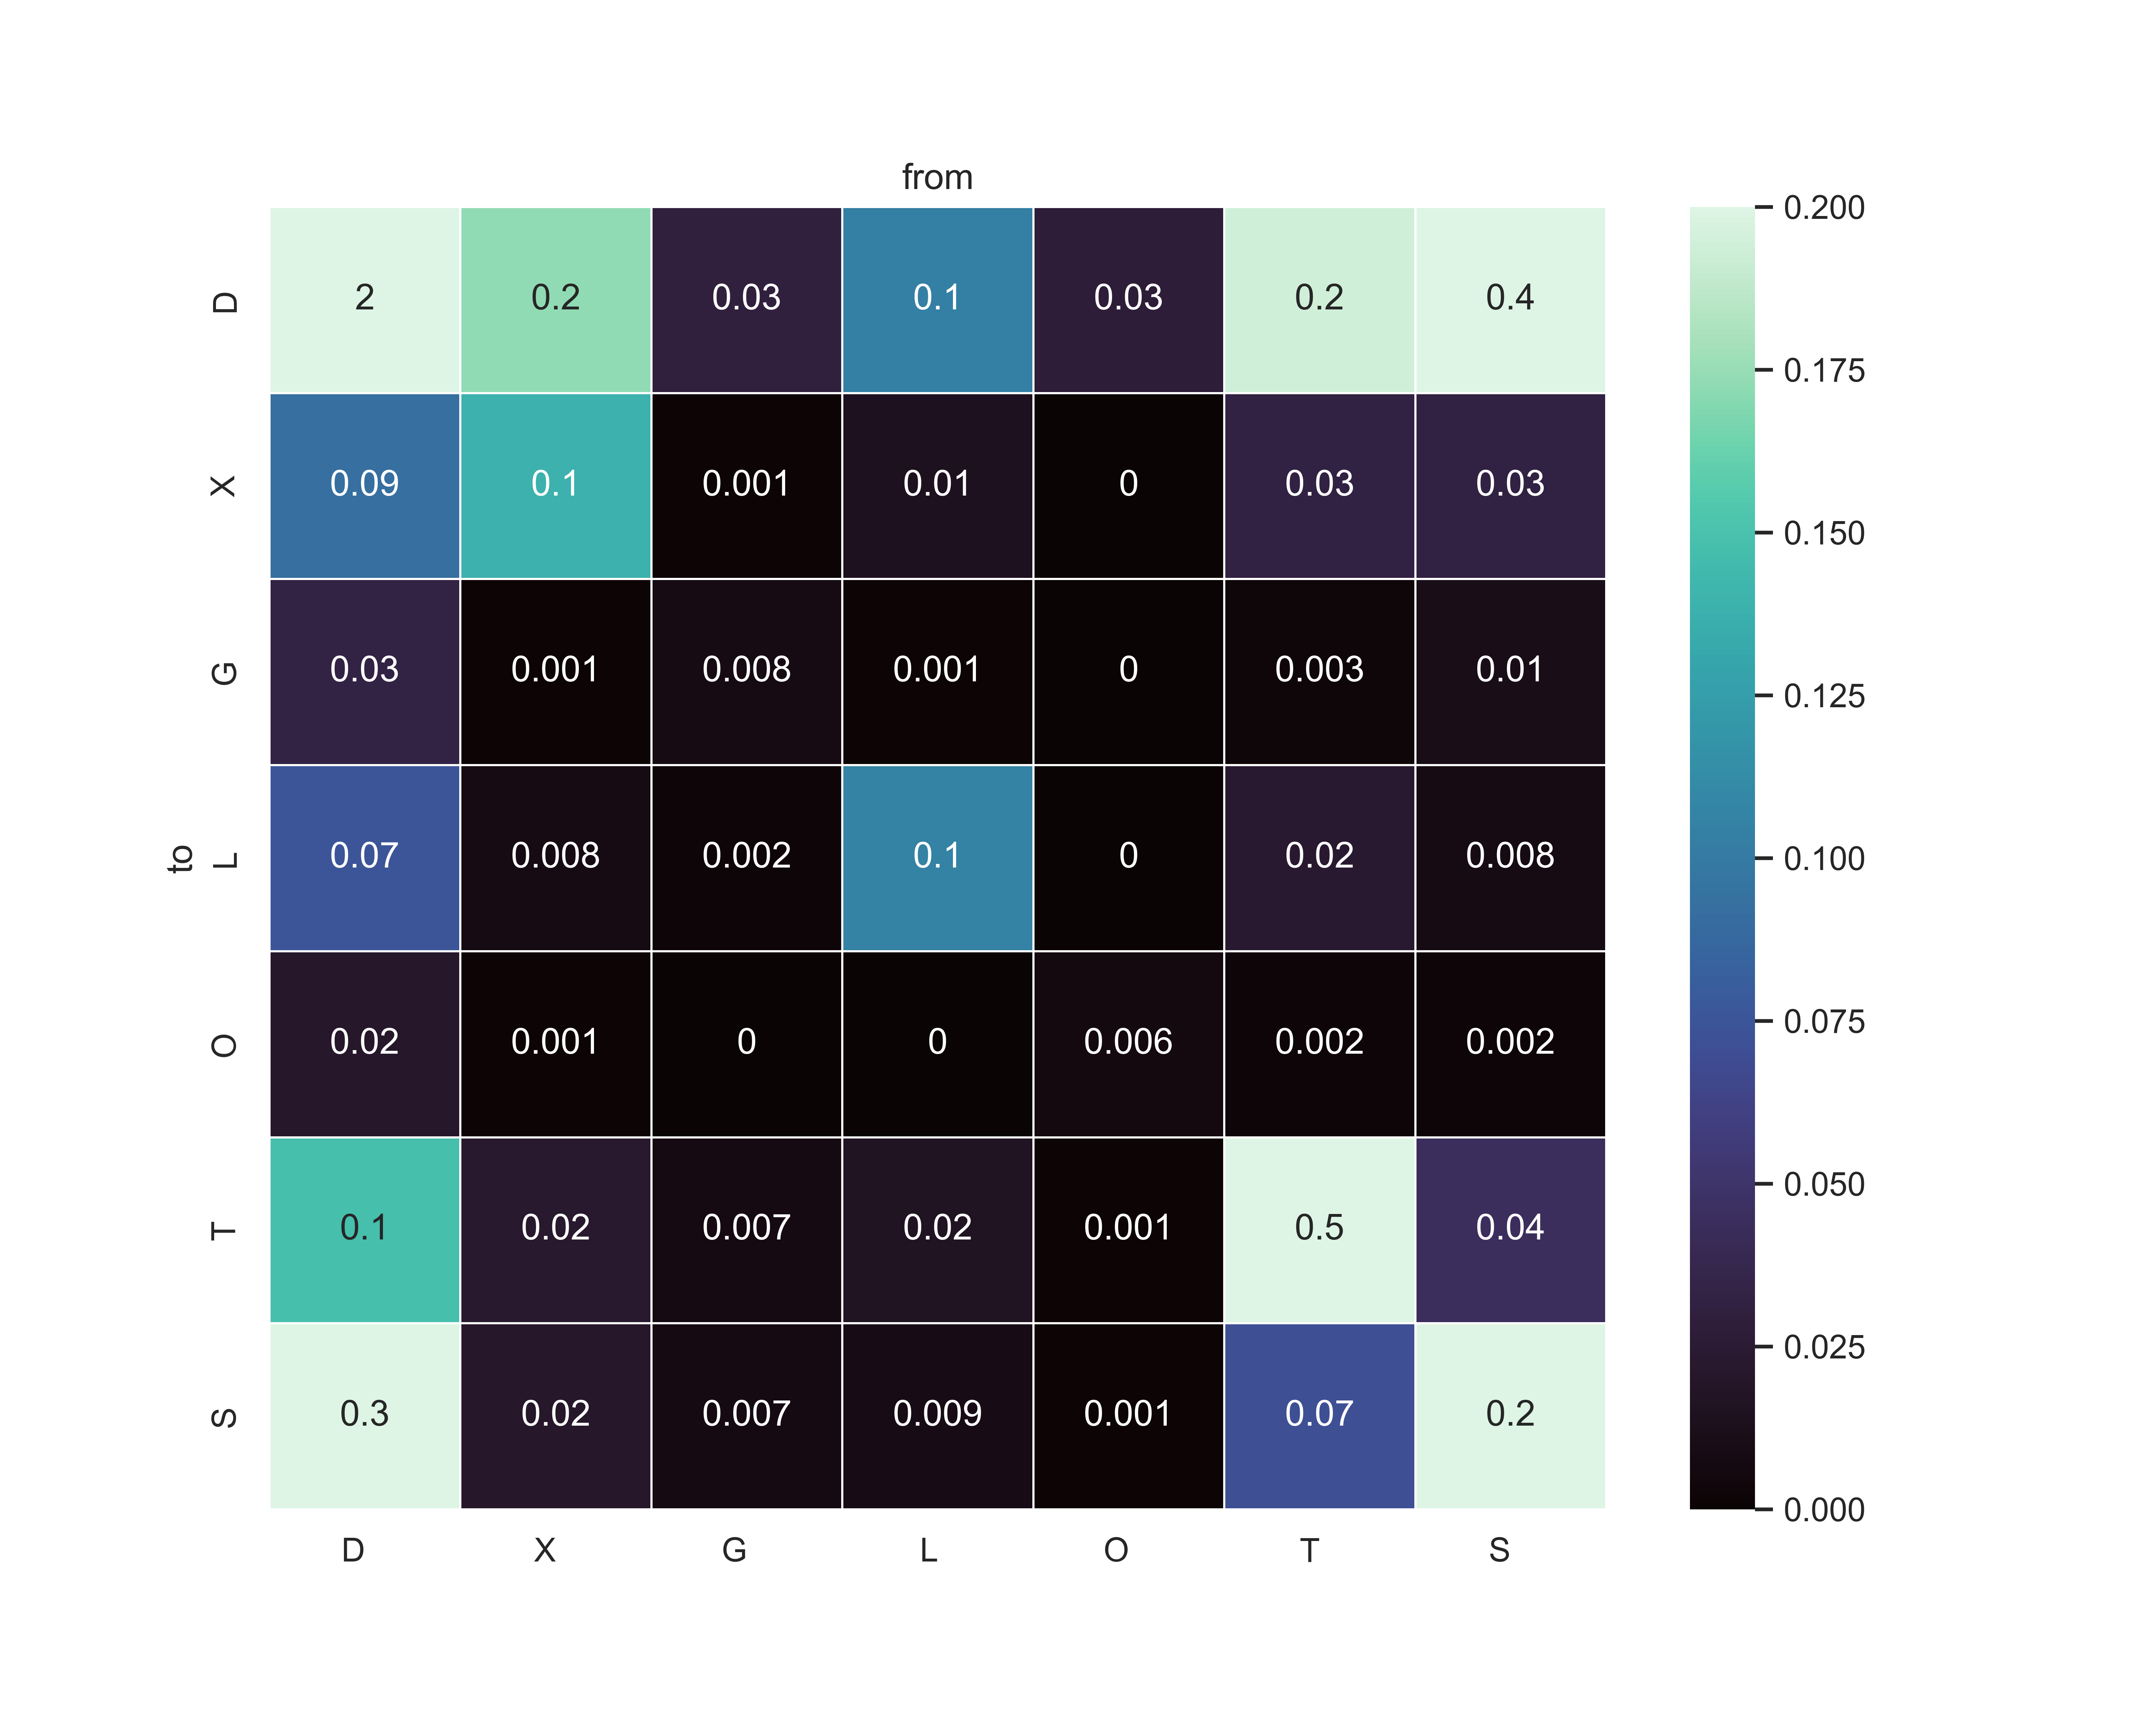 from
D 2 0.2 0.03 0.1 0.03 0.2 0.4
X 0.09 0.1 0.001 0.01 0 0.03 0.03
G 0.03 0.001 0.008 0.001 0 0.003 0.01
to
L 0.07 0.008 0.002 0.1 0 0.02 0.008
O 0.02 0.001 0 0 0.006 0.002 0.002
T 0.1 0.02 0.007 0.02 0.001 0.5 0.04
S 0.3 0.02 0.007 0.009 0.001 0.07 0.2
D X G L O T S
0.200
0.175
0.150
0.125
0.100
0.075
0.050
0.025
0.000